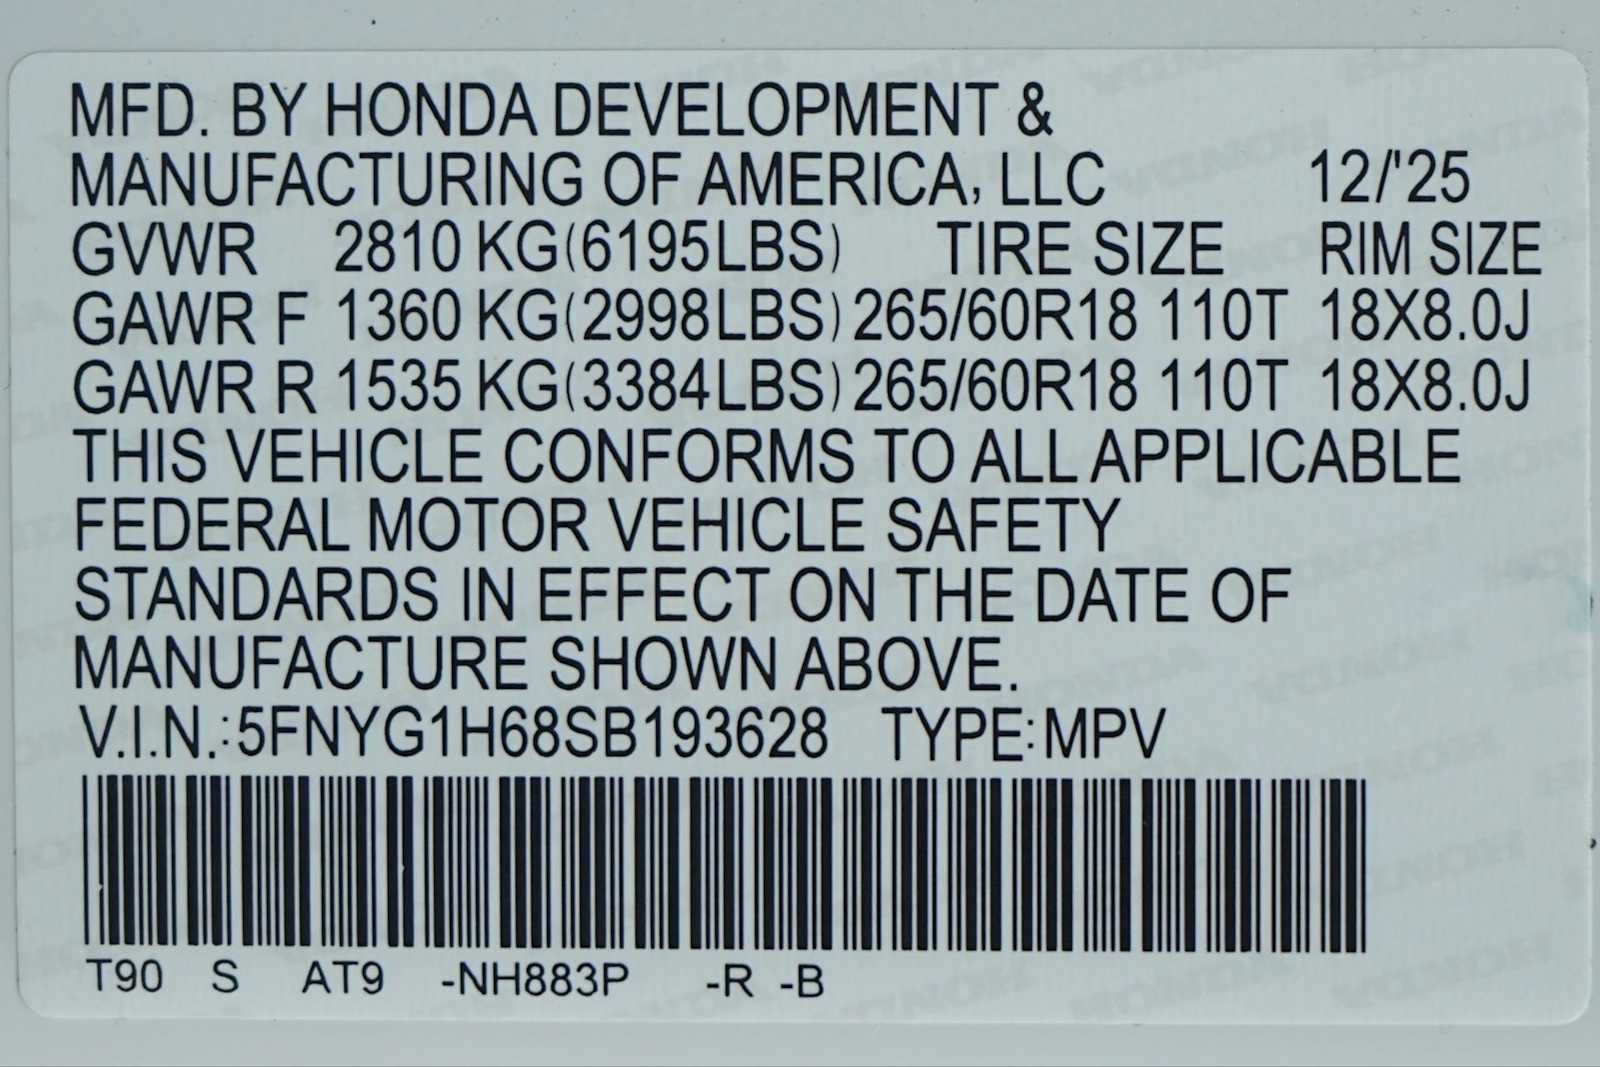 MFD. BY HONDA DEVELOPMENT &
MANUFACTURING OF AMERICA, LLC 12/'25
GVWR 2810 KG(6195LBS) TIRE SIZE RIM SIZE
GAWR F 1360 KG(2998LBS) 265/60R18 110T 18X8.0J
GAWR R 1535 KG(3384LBS) 265/60R18 110T 18X8.0J
THIS VEHICLE CONFORMS TO ALL APPLICABLE
FEDERAL MOTOR VEHICLE SAFETY
STANDARDS IN EFFECT ON THE DATE OF
MANUFACTURE SHOWN ABOVE.
V.I.N.:5FNYG1H68SB193628 TYPE:MPV
T90 S AT9 -NH883P -R -B